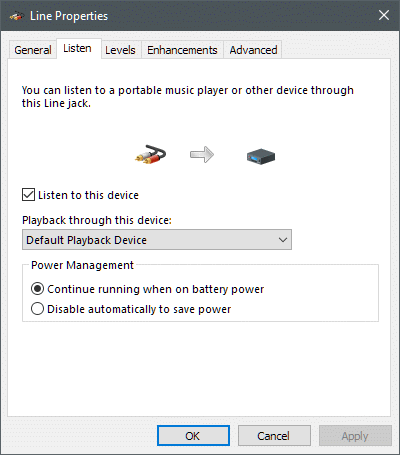 Line Properties
General Listen Levels Enhancements Advanced
You can listen to a portable music player or other device through
this Line jack.
Listen to this device
Playback through this device:
Default Playback Device
Power Management
Continue running when on battery power
Disable automatically to save power
OK Cancel Apply